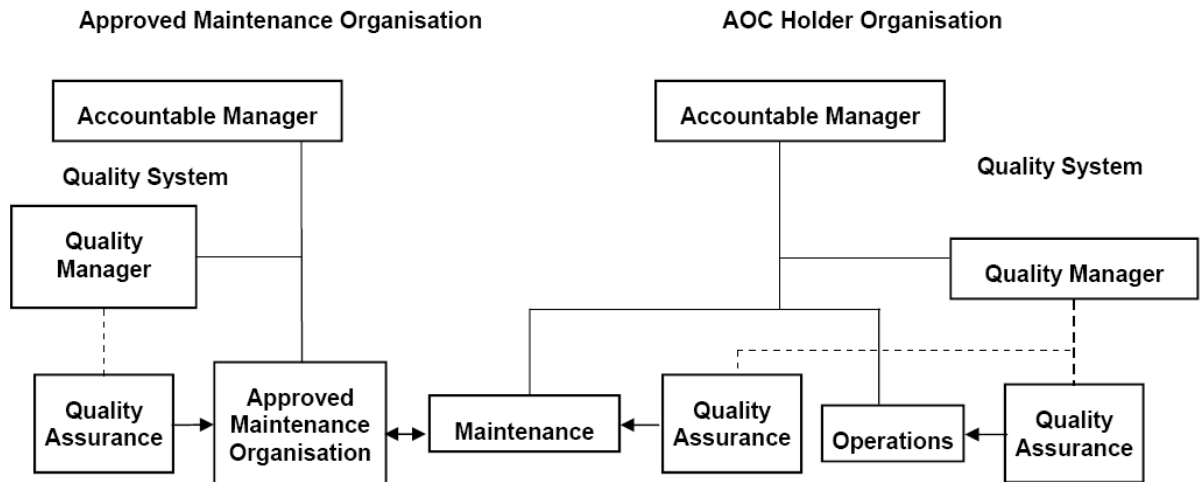 Approved Maintenance Organisation
AOC Holder Organisation
Accountable Manager
Accountable Manager
Quality System
Quality System
Quality
Manager
Quality Manager
Quality
Assurance
Approved
Maintenance
Organisation
Maintenance
Quality
Assurance
Operations
Quality
Assurance